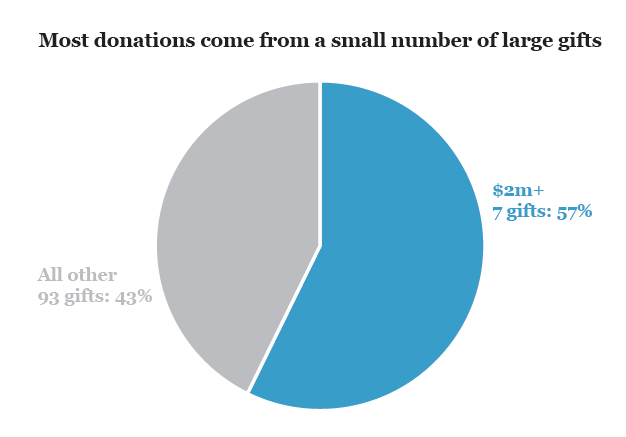 Most donations come from a small number of large gifts
$2m+
7 gifts: 57%
All other
93 gifts: 43%